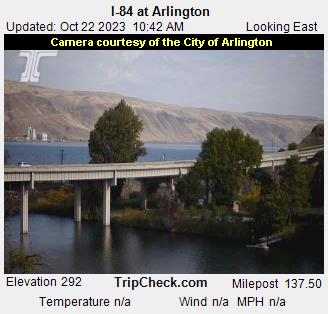 I-84 at Arlington
Updated: Oct 22 2023 10:42 AM Looking East
Camera courtesy of the City of Arlington
Elevation 292 TripCheck.com Milepost 137.50
Temperature n/a Wind n/a MPH n/a